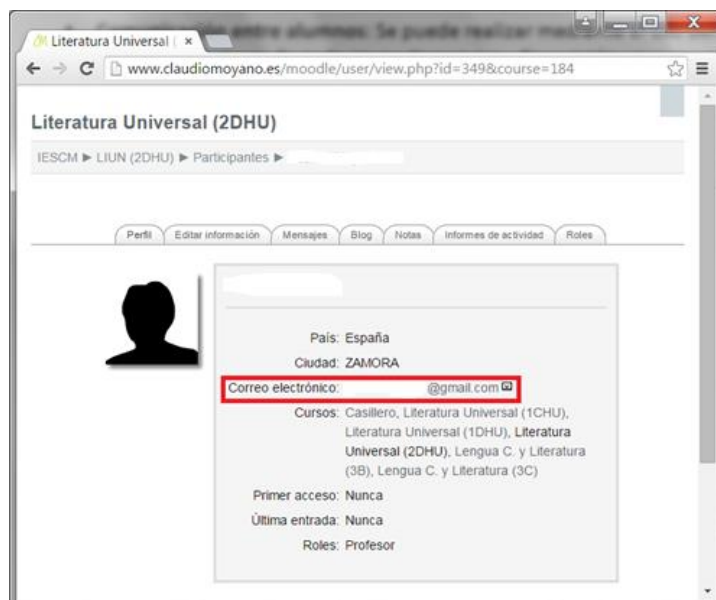 Comunicación entre alumnos: Se puede realizar
Literatura Universal (
www.claudiomoyano.es/moodle/user/view.php?id=349&course=184
Literatura Universal (2DHU)
IESCM ► LIUN (2DHU) ► Participantes ►
Perfil Editar información Mensajes Blog Notas Informes de actividad Roles
País: España
Ciudad: ZAMORA
Correo electrónico: @gmail.com
Cursos: Casillero, Literatura Universal (1CHU),
Literatura Universal (1DHU), Literatura
Universal (2DHU), Lengua C. y Literatura
(3B), Lengua C. y Literatura (3C)
Primer acceso: Nunca
Última entrada: Nunca
Roles: Profesor